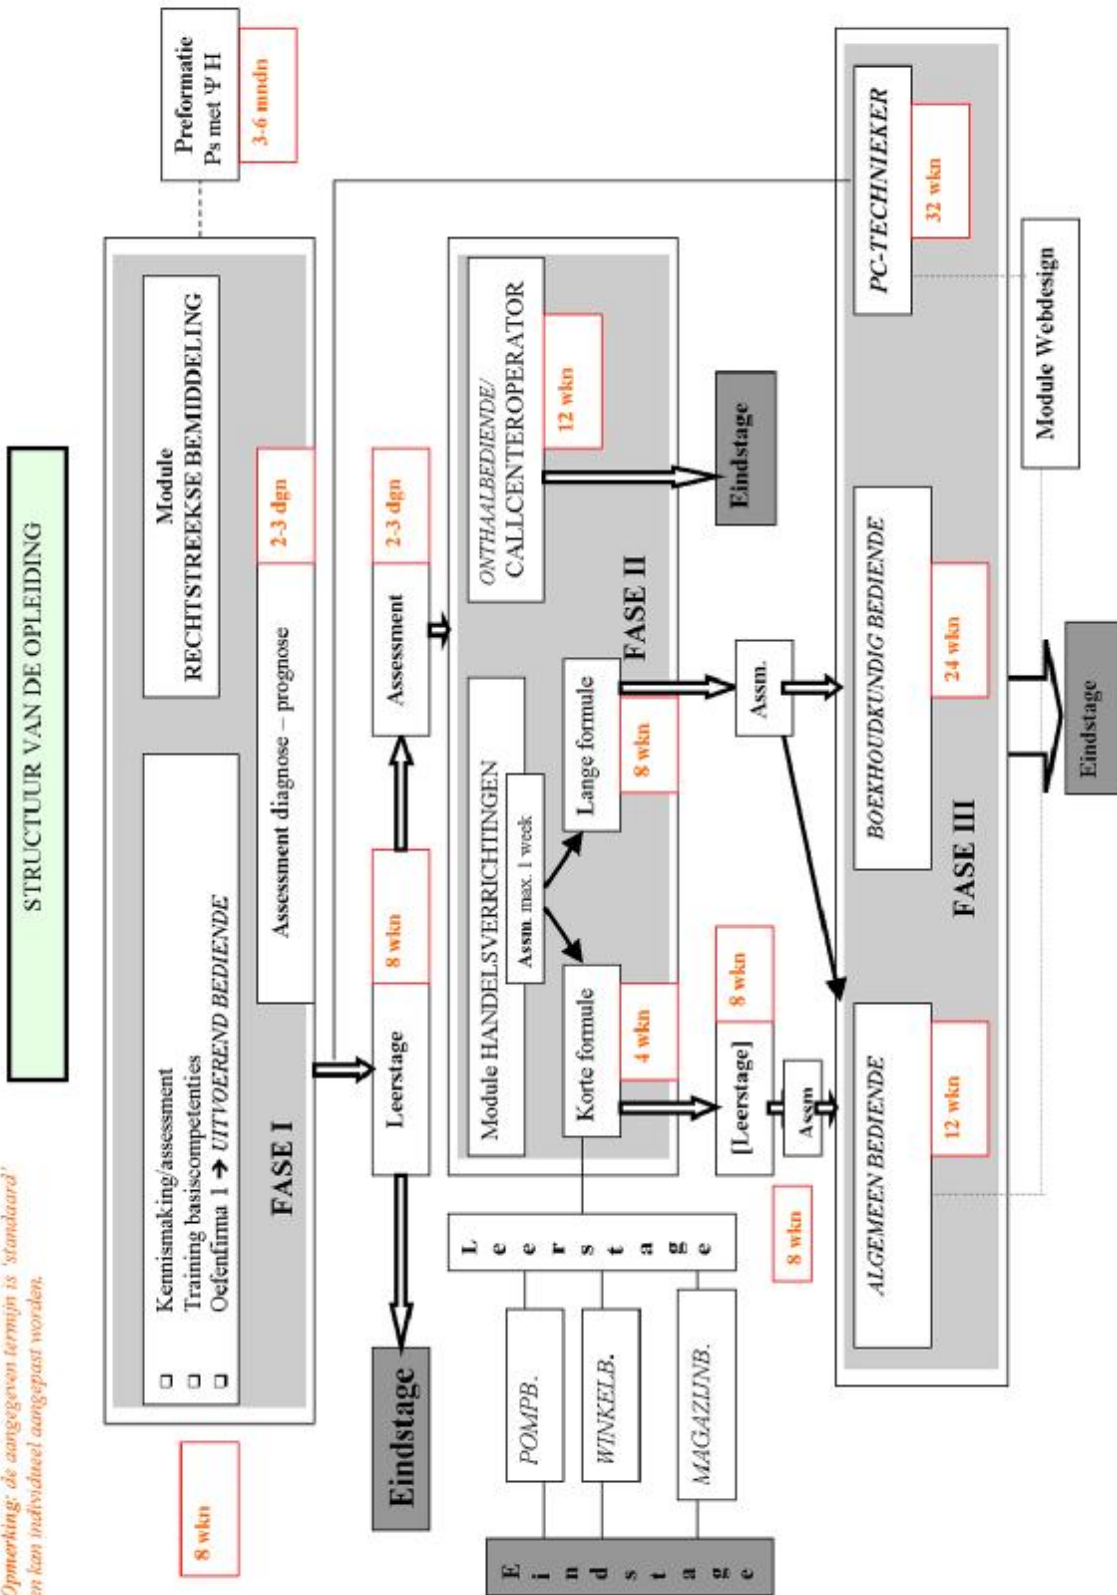 STRUCTUUR VAN DE OPLEIDING
Opmerking: de aangegeven termijn is 'standaard'
en kan individueel aangepast worden.
8 wkn
❑ Kennismaking/assessment
❑ Training basiscompetenties
❑ Oefenfirma 1 ➔ UITVOEREND BEDIENDE
Module
RECHTSTREEKSE BEMIDDELING
Preformatie
Ps met Ψ H
3-6 mndn
FASE I
Assessment diagnose – prognose
2-3 dgn
Eindstage
Leerstage
8 wkn
Assessment
2-3 dgn
Module HANDELSVERRICHTINGEN
Assm. max. 1 week
Korte formule
4 wkn
Lange formule
8 wkn
FASE II
ONTHAALBEDIENDE/
CALLCENTEROPERATOR
12 wkn
Eindstage
Eindstage
POMPB.
WINKELB.
MAGAZIJNB.
Leerstage
[Leerstage]
8 wkn
8 wkn
Assm
Assm.
ALGEMEEN BEDIENDE
12 wkn
BOEKHOUDKUNDIG BEDIENDE
24 wkn
PC-TECHNIEKER
32 wkn
FASE III
Module Webdesign
Eindstage